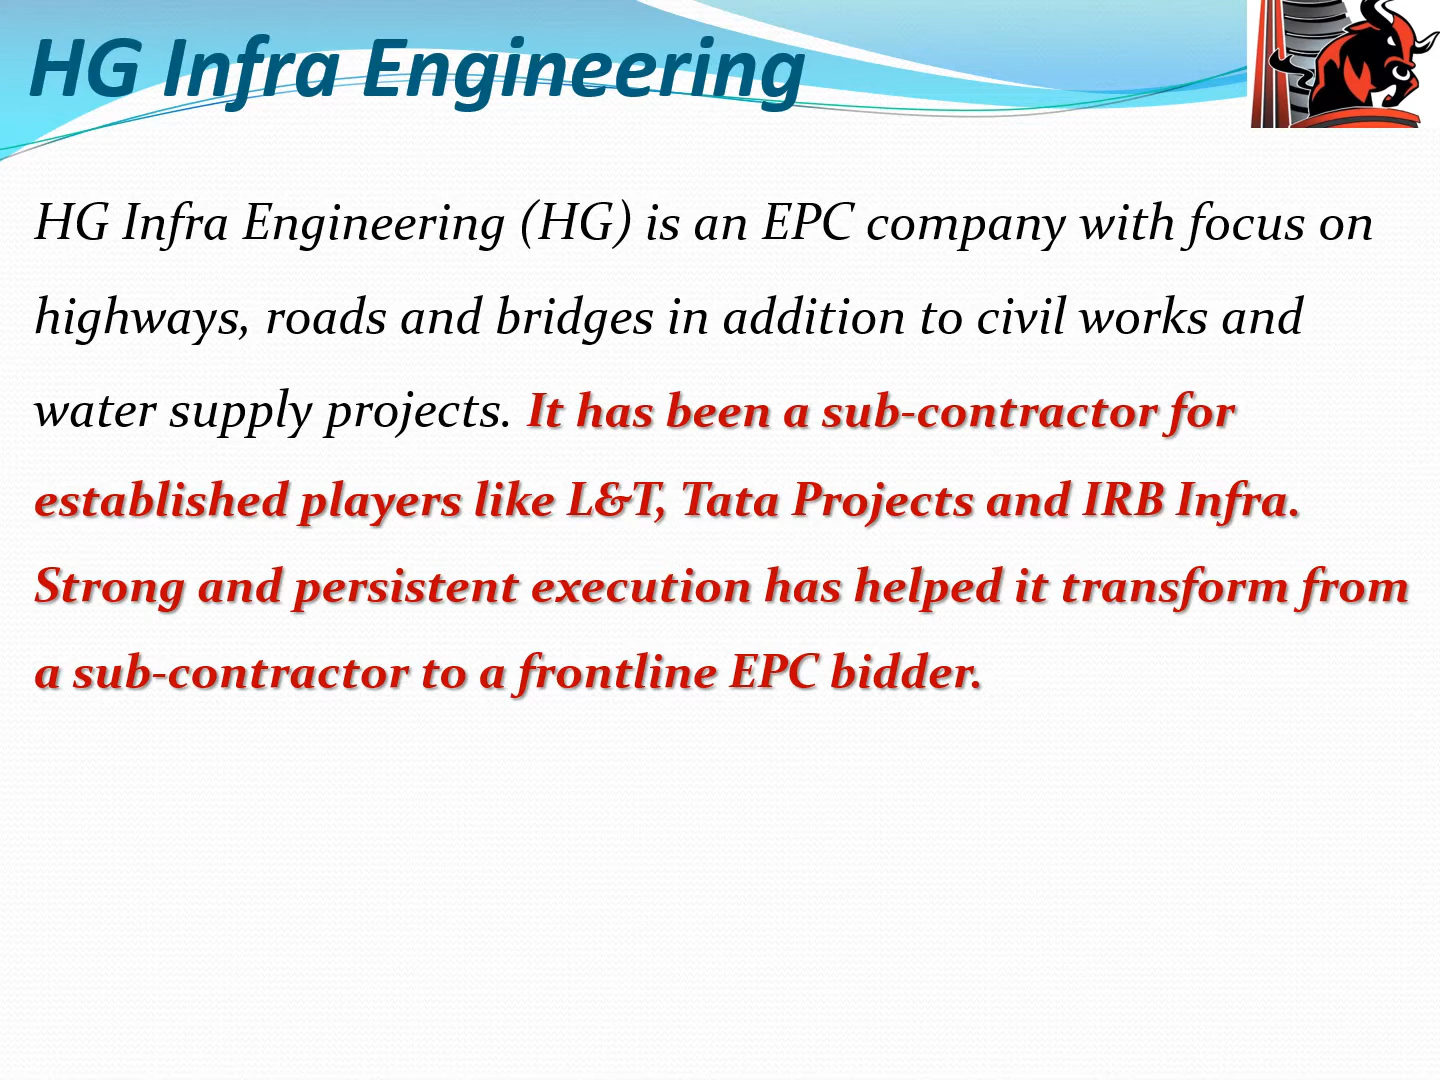 HG Infra Engineering
HG Infra Engineering (HG) is an EPC company with focus on
highways, roads and bridges in addition to civil works and
water supply projects. It has been a sub-contractor for
established players like L&T, Tata Projects and IRB Infra.
Strong and persistent execution has helped it transform from
a sub-contractor to a frontline EPC bidder.